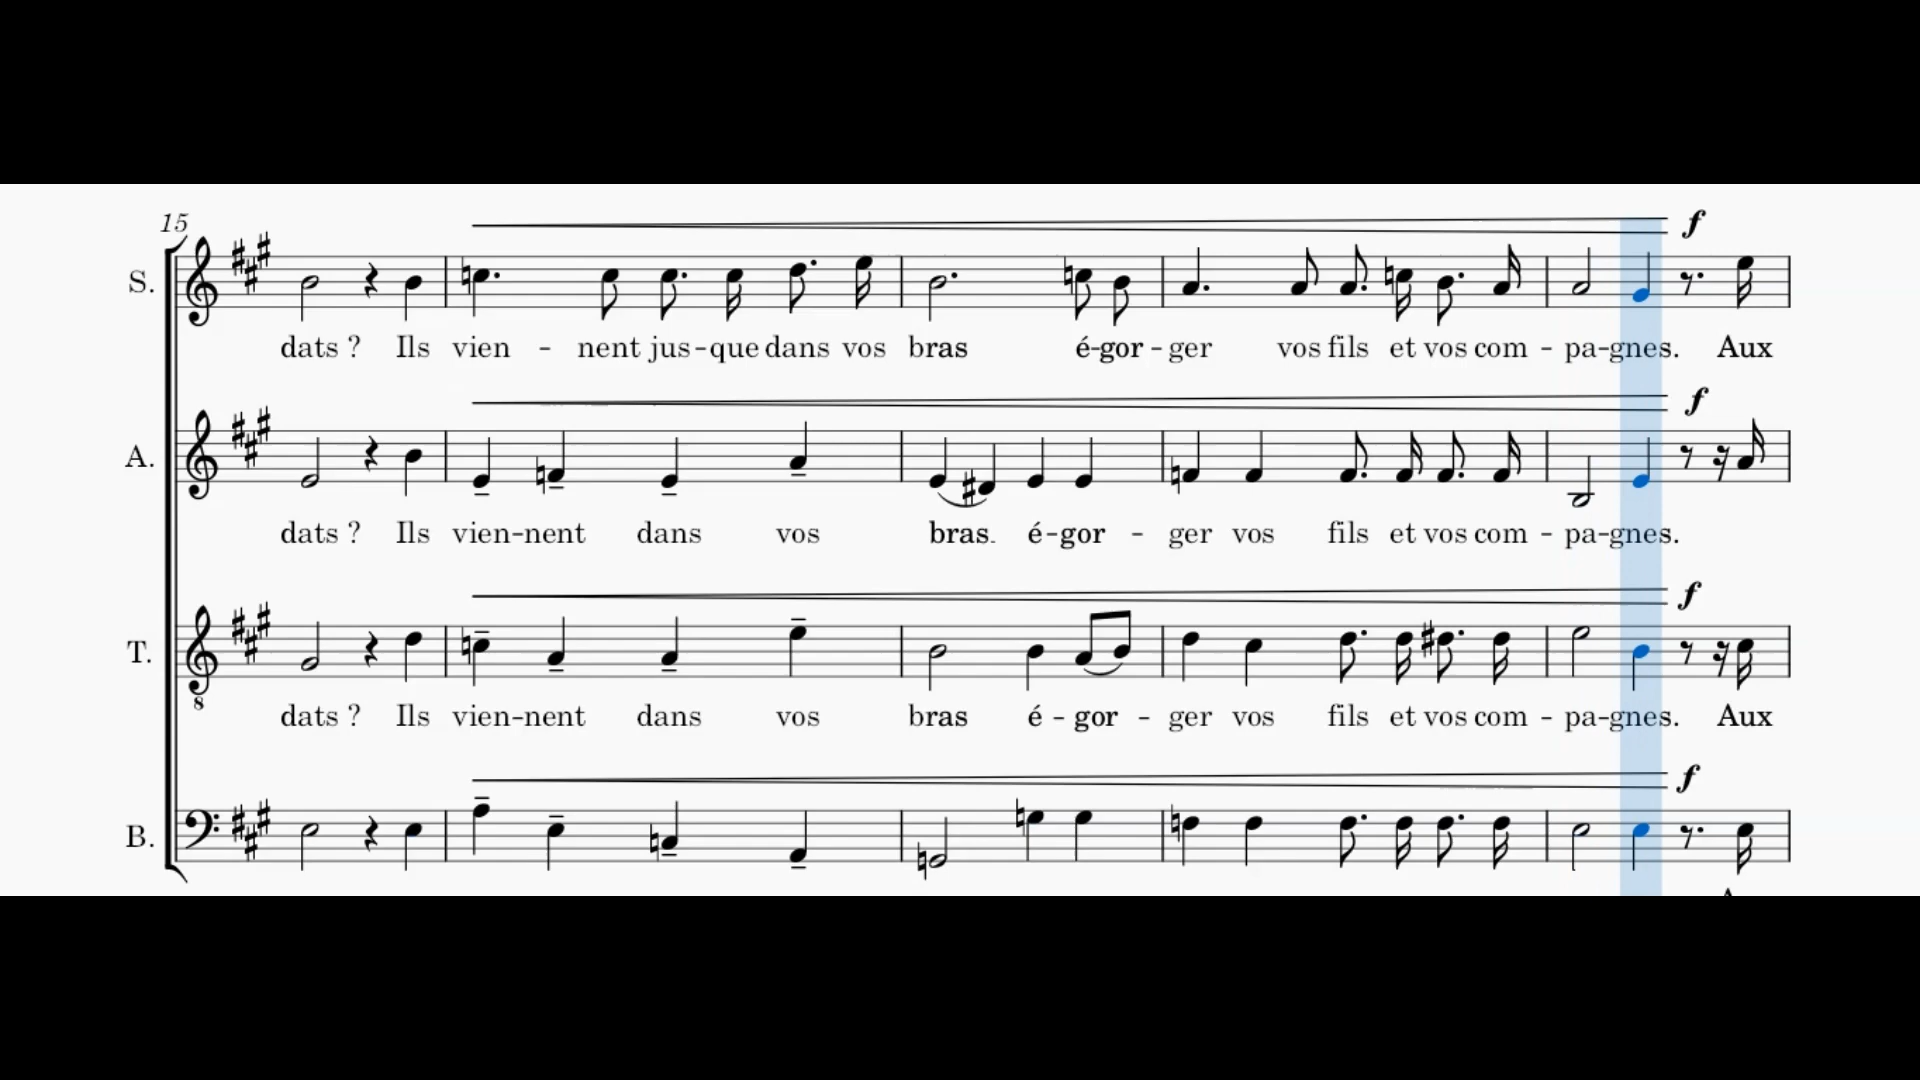 15
f
S.
dats ? Ils vien - nent jus - que dans vos bras é - gor - ger vos fils et vos com - pa - gnes. Aux
f
A.
dats ? Ils vien - nent dans vos bras é - gor - ger vos fils et vos com - pa - gnes.
f
T.
8
dats ? Ils vien - nent dans vos bras é - gor - ger vos fils et vos com - pa - gnes. Aux
f
B.